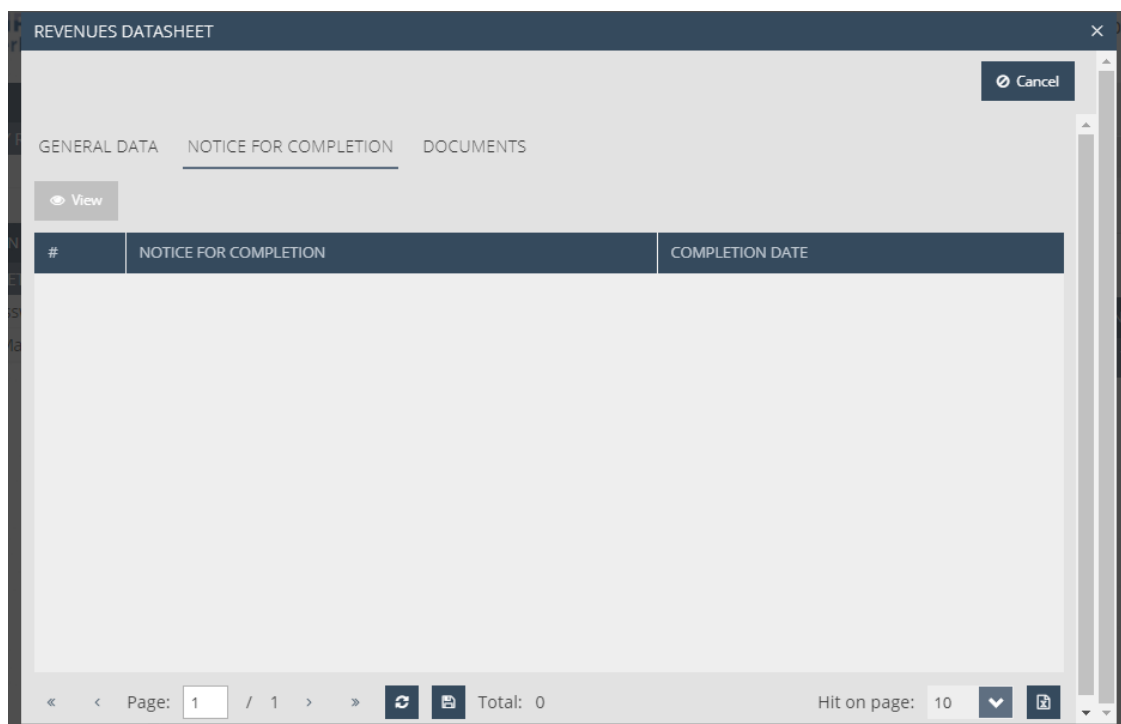 REVENUES DATASHEET
Cancel
GENERAL DATA NOTICE FOR COMPLETION DOCUMENTS
View
# NOTICE FOR COMPLETION COMPLETION DATE
Page: 1 / 1 Total: 0 Hit on page: 10